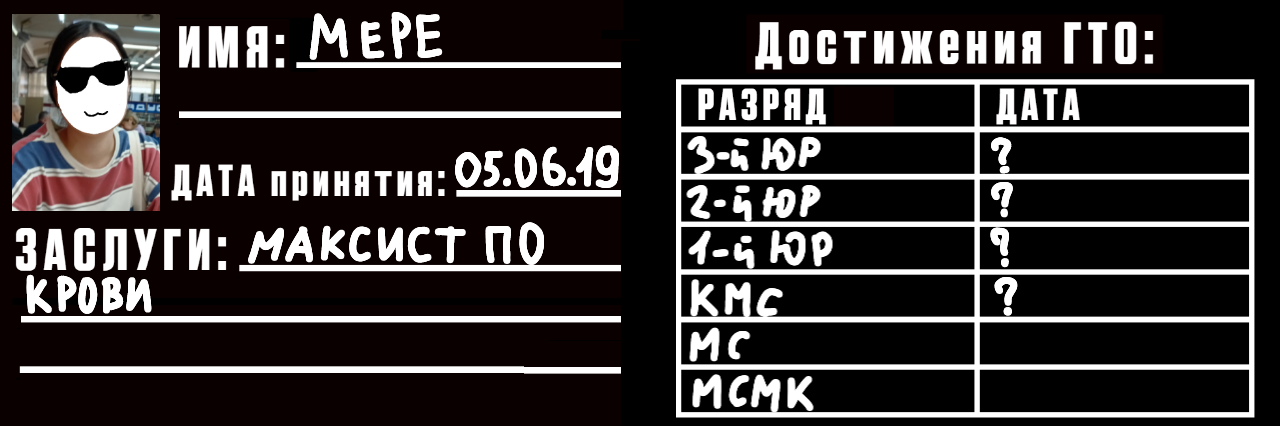 ИМЯ: МЕРЕ
ДАТА принятия: 05.06.19
ЗАСЛУГИ: МАКСИСТ ПО
КРОВИ
Достижения ГТО:
РАЗРЯД ДАТА
3-й ЮР ?
2-й ЮР ?
1-й ЮР ?
КМС ?
МС
МСМК